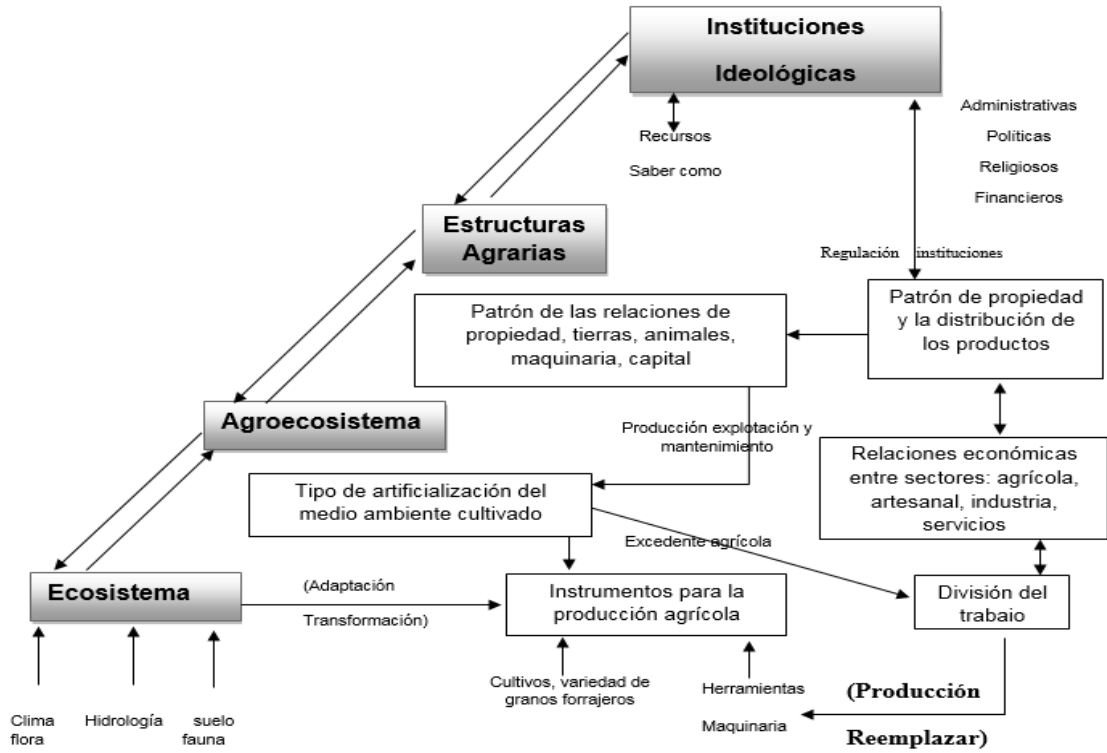 Instituciones
Ideológicas
Administrativas
Políticas
Religiosos
Financieros
Recursos
Saber como
Estructuras
Agrarias
Regulación instituciones
Patrón de las relaciones de
propiedad, tierras, animales,
maquinaria, capital
Patrón de propiedad
y la distribución de
los productos
Agroecosistema
Producción explotación y
mantenimiento
Relaciones económicas
entre sectores: agrícola,
artesanal, industria,
servicios
Tipo de artificialización del
medio ambiente cultivado
Excedente agrícola
Ecosistema
(Adaptación
Transformación)
Instrumentos para la
producción agrícola
División del
trabaio
Cultivos, variedad de
granos forrajeros
Herramientas
Maquinaria
(Producción
Reemplazar)
Clima
flora
Hidrología
suelo
fauna